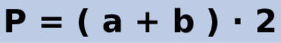 P = ( a + b ) · 2